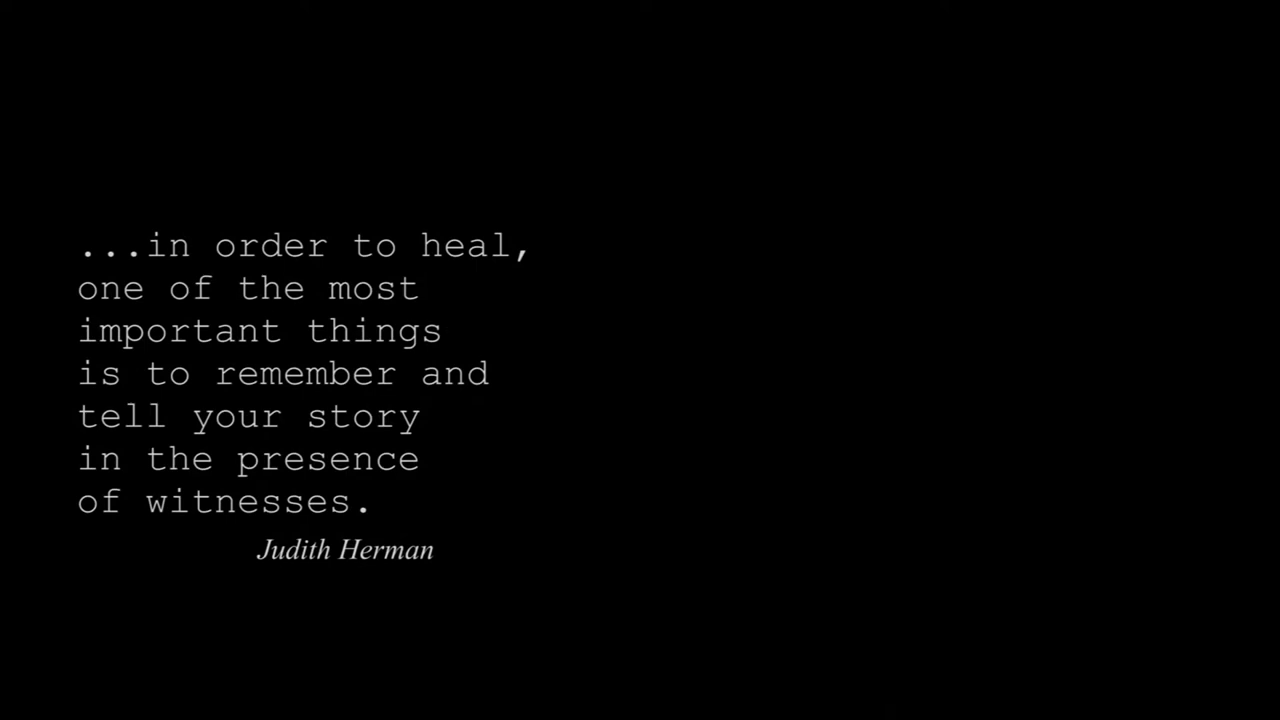 ...in order to heal,
one of the most
important things
is to remember and
tell your story
in the presence
of witnesses.
Judith Herman